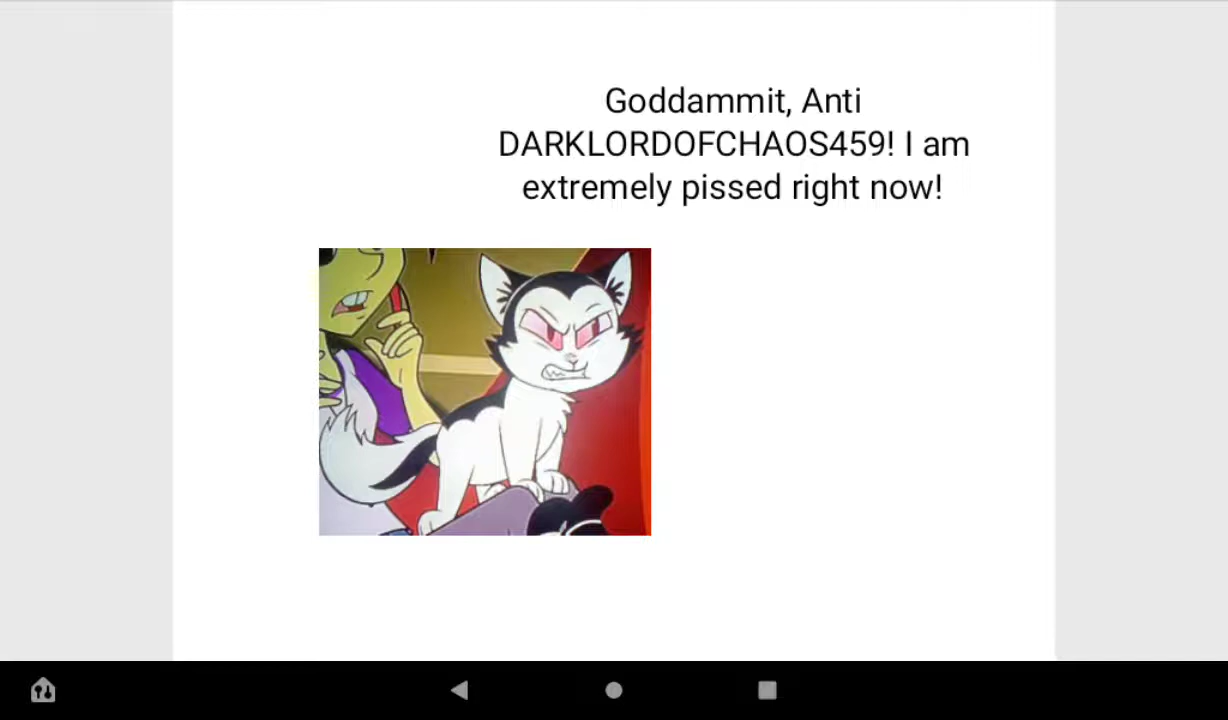 Goddammit, Anti
DARKLORDOFCHAOS459! I am
extremely pissed right now!